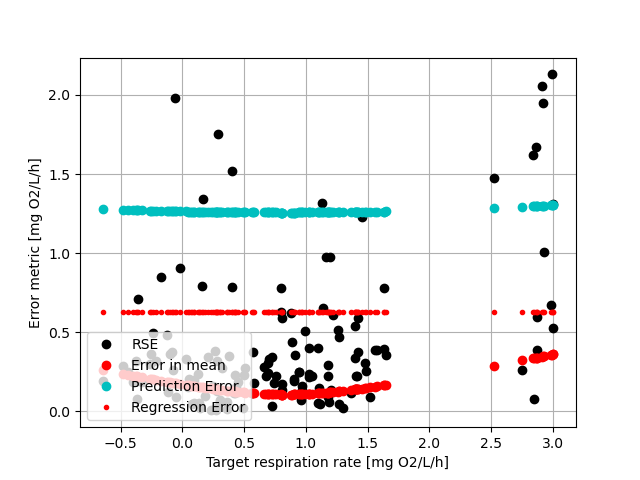 2.0
1.5
1.0
0.5
0.0
Error metric [mg O2/L/h]
RSE
Error in mean
Prediction Error
Regression Error
−0.5 0.0 0.5 1.0 1.5 2.0 2.5 3.0
Target respiration rate [mg O2/L/h]